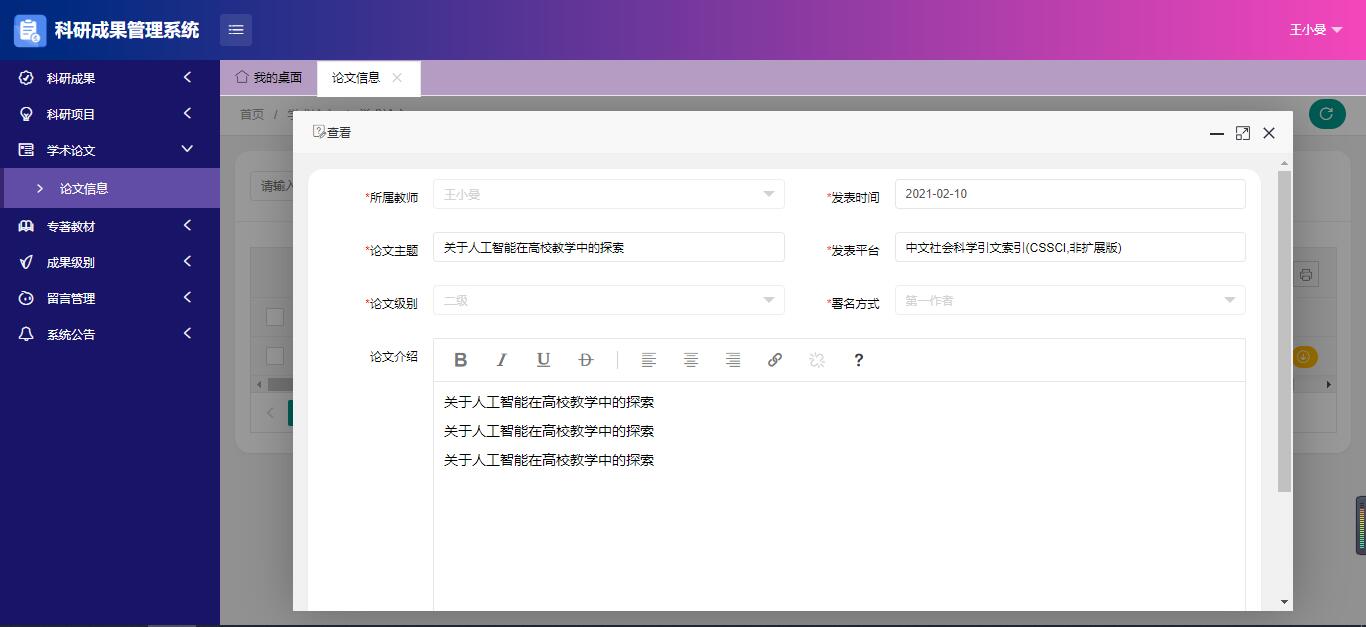 科研成果管理系统
王小曼
科研成果
科研项目
学术论文
论文信息
专著教材
成果级别
留言管理
系统公告
我的桌面 论文信息
首页 /
请输入
查看
*所属教师 王小曼 *发表时间 2021-02-10
*论文主题 关于人工智能在高校教学中的探索 *发表平台 中文社会科学引文索引(CSSCI,非扩展版)
*论文级别 二级 *署名方式 第一作者
论文介绍 B I U D ?
关于人工智能在高校教学中的探索
关于人工智能在高校教学中的探索
关于人工智能在高校教学中的探索